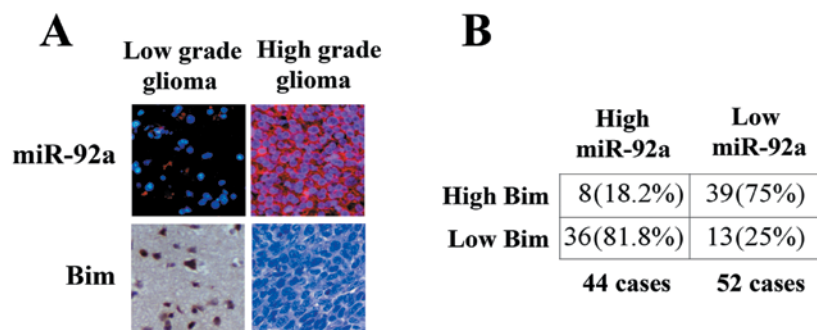 A
Low grade
glioma
High grade
glioma
miR-92a
Bim
B
High
miR-92a
Low
miR-92a
High Bim 8(18.2%) 39(75%)
Low Bim 36(81.8%) 13(25%)
44 cases 52 cases